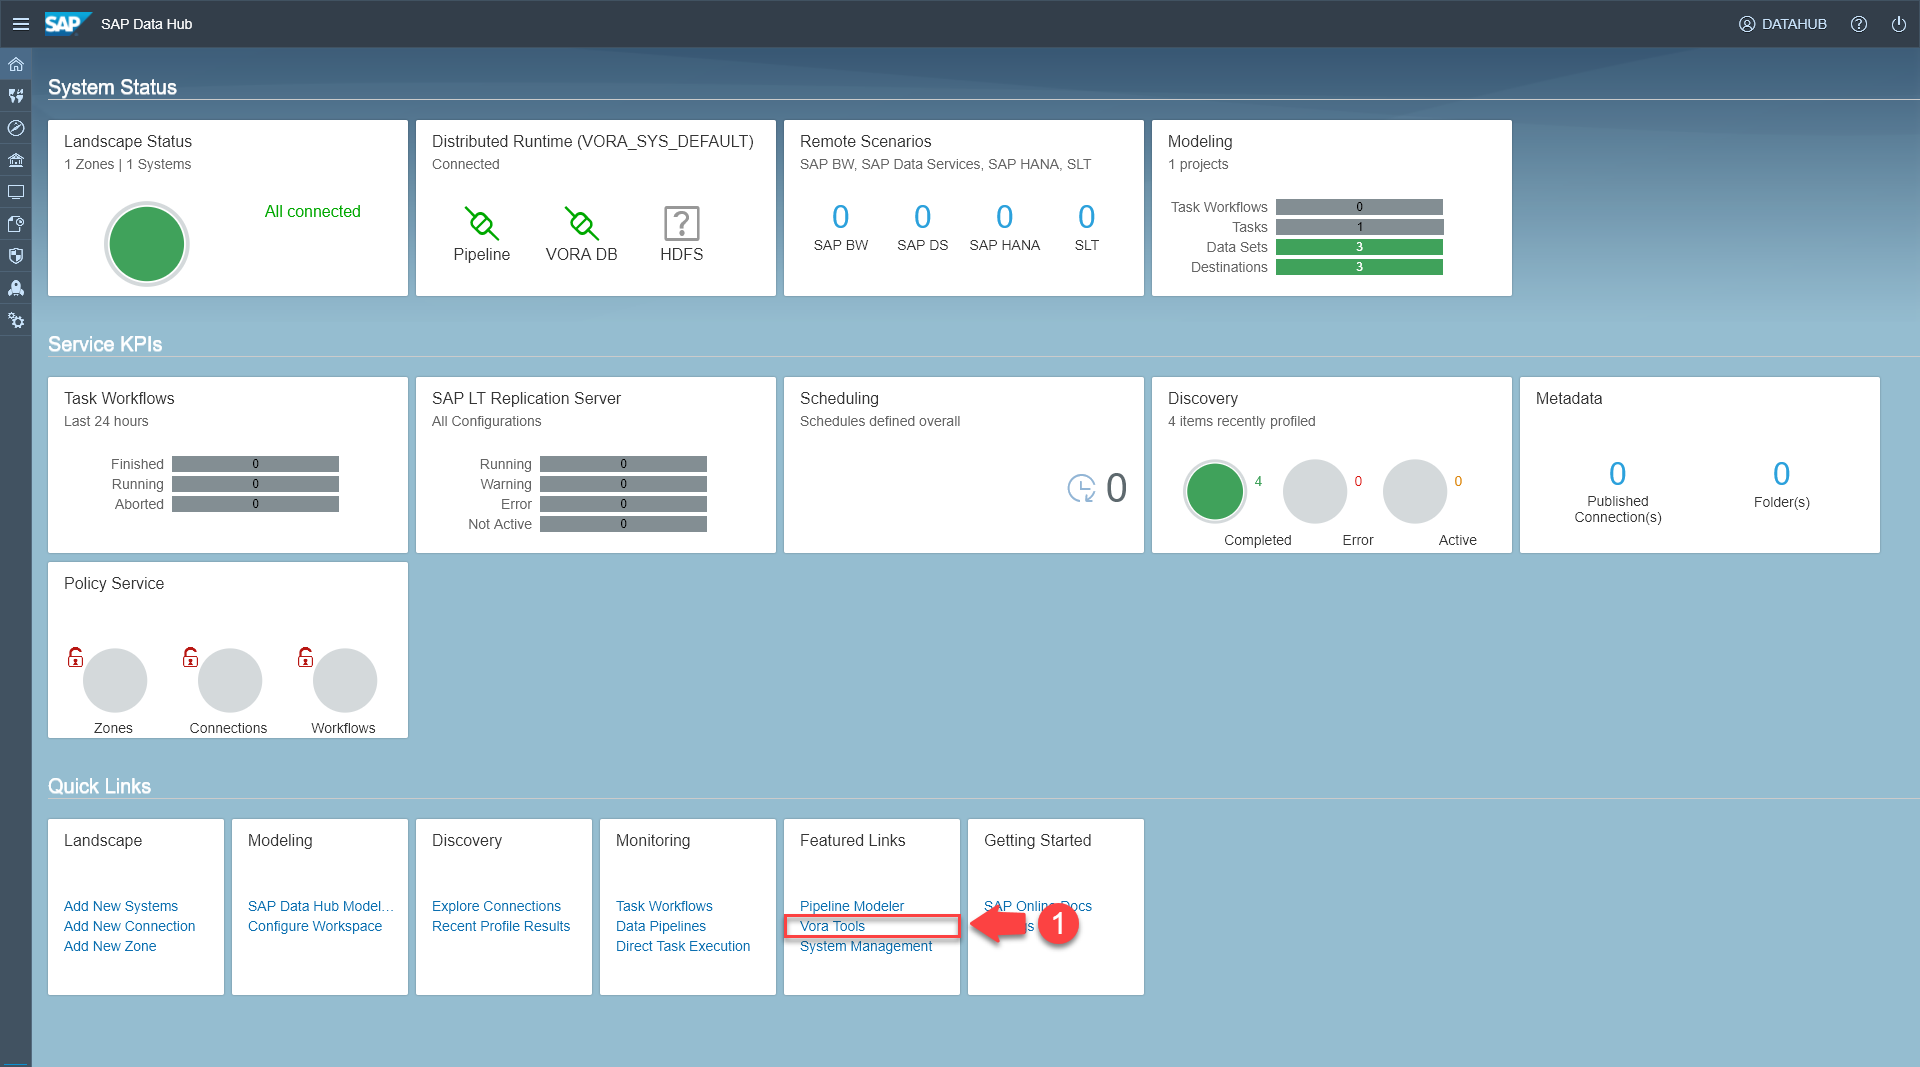 SAP SAP Data Hub
DATAHUB
System Status
Landscape Status
1 Zones | 1 Systems
All connected
Distributed Runtime (VORA_SYS_DEFAULT)
Connected
Pipeline
VORA DB
HDFS
Remote Scenarios
SAP BW, SAP Data Services, SAP HANA, SLT
0 0 0 0
SAP BW SAP DS SAP HANA SLT
Modeling
1 projects
Task Workflows 0
Tasks 1
Data Sets 3
Destinations 3
Service KPIs
Task Workflows
Last 24 hours
Finished 0
Running 0
Aborted 0
SAP LT Replication Server
All Configurations
Running 0
Warning 0
Error 0
Not Active 0
Scheduling
Schedules defined overall
0
Discovery
4 items recently profiled
4 0 0
Completed Error Active
Metadata
0 0
Published
Connection(s)
Folder(s)
Policy Service
Zones Connections Workflows
Quick Links
Landscape
Add New Systems
Add New Connection
Add New Zone
Modeling
SAP Data Hub Model...
Configure Workspace
Discovery
Explore Connections
Recent Profile Results
Monitoring
Task Workflows
Data Pipelines
Direct Task Execution
Featured Links
Pipeline Modeler
Vora Tools
System Management
1
Getting Started
SAP Online Docs